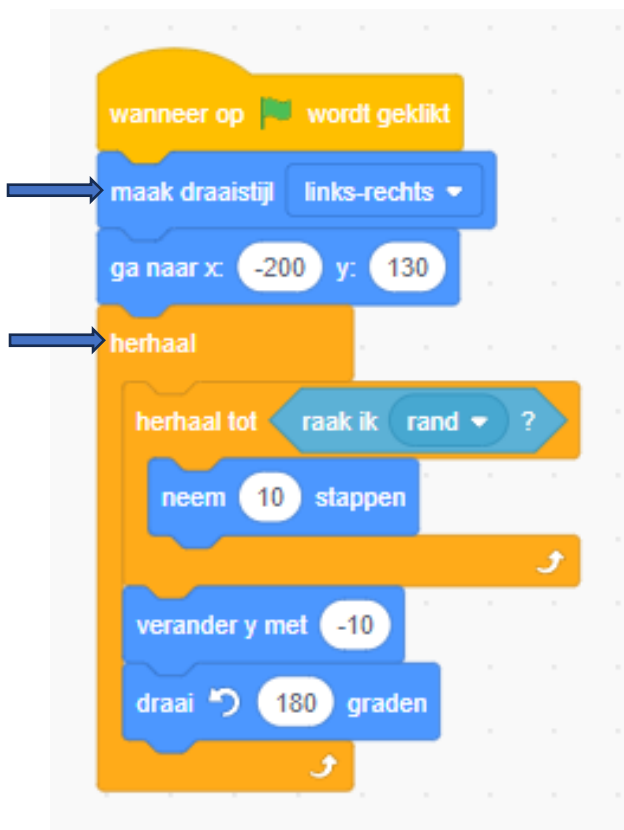 wanneer op wordt geklikt
maak draaistijl links-rechts
ga naar x: -200 y: 130
herhaal
herhaal tot raak ik rand ?
neem 10 stappen
verander y met -10
draai 180 graden